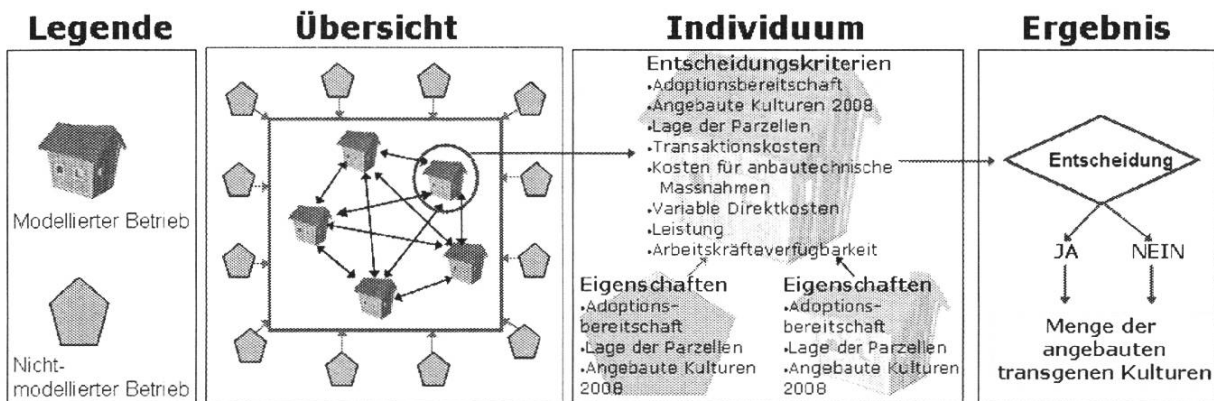 Legende
Modellierter Betrieb
Nicht-
modellierter Betrieb
Übersicht
Individuum
Entscheidungskriterien
•Adoptionsbereitschaft
•Angebaute Kulturen 2008
•Lage der Parzellen
•Transaktionskosten
•Kosten für anbautechnische
Massnahmen
•Variable Direktkosten
•Leistung
•Arbeitskräfteverfügbarkeit
Eigenschaften
•Adoptions-
bereitschaft
•Lage der Parzellen
•Angebaute Kulturen
2008
Eigenschaften
•Adoptions-
bereitschaft
•Lage der Parzellen
•Angebaute Kulturen
2008
Ergebnis
Entscheidung
JA
NEIN
Menge der
angebauten
transgenen Kulturen